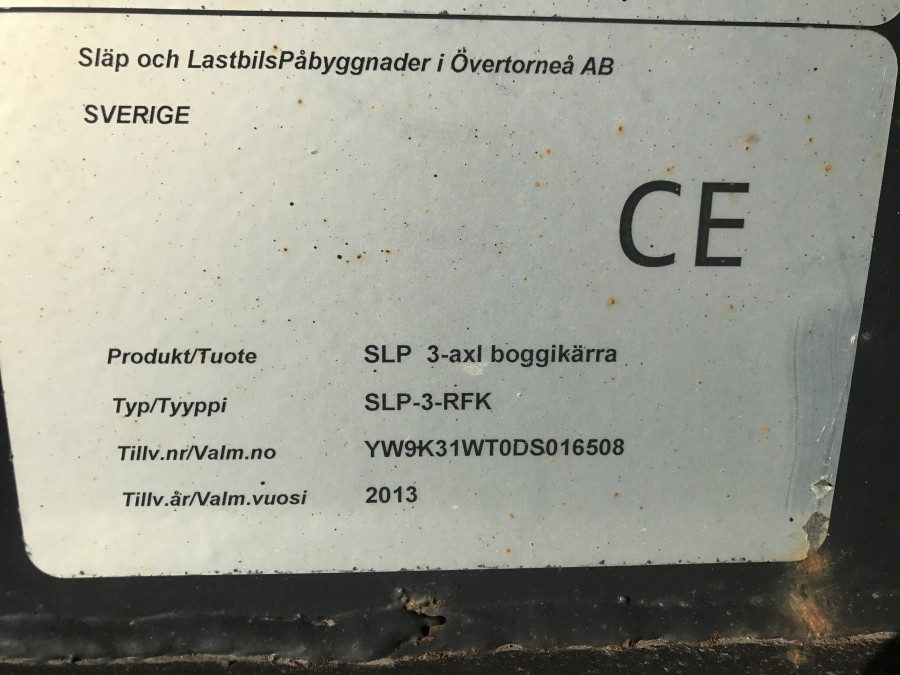 Släp och LastbilsPåbyggnader i Övertorneå AB
SVERIGE
CE
Produkt/Tuote SLP 3-axl boggikärra
Typ/Tyyppi SLP-3-RFK
Tillv.nr/Valm.no YW9K31WT0DS016508
Tillv.år/Valm.vuosi 2013